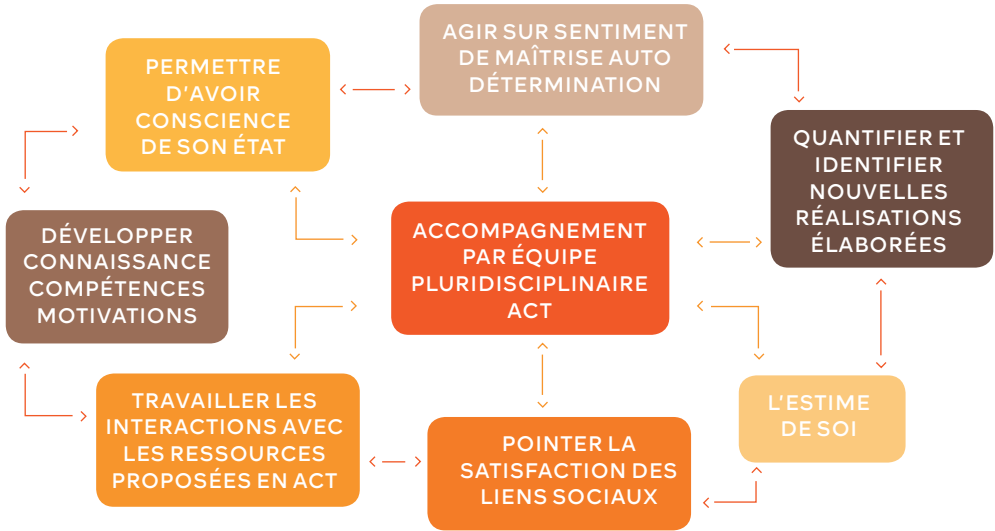 AGIR SUR SENTIMENT
DE MAÎTRISE AUTO
DÉTERMINATION
PERMETTRE
D'AVOIR
CONSCIENCE
DE SON ÉTAT
QUANTIFIER ET
IDENTIFIER
NOUVELLES
RÉALISATIONS
ÉLABORÉES
DÉVELOPPER
CONNAISSANCE
COMPÉTENCES
MOTIVATIONS
ACCOMPAGNEMENT
PAR ÉQUIPE
PLURIDISCIPLINAIRE
ACT
TRAVAILLER LES
INTERACTIONS AVEC
LES RESSOURCES
PROPOSÉES EN ACT
POINTER LA
SATISFACTION DES
LIENS SOCIAUX
L'ESTIME
DE SOI